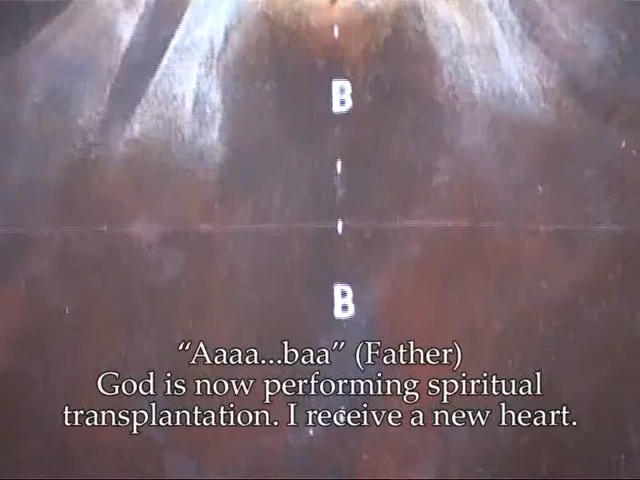 B
B
“Aaaa...baa” (Father)
God is now performing spiritual
transplantation. I receive a new heart.